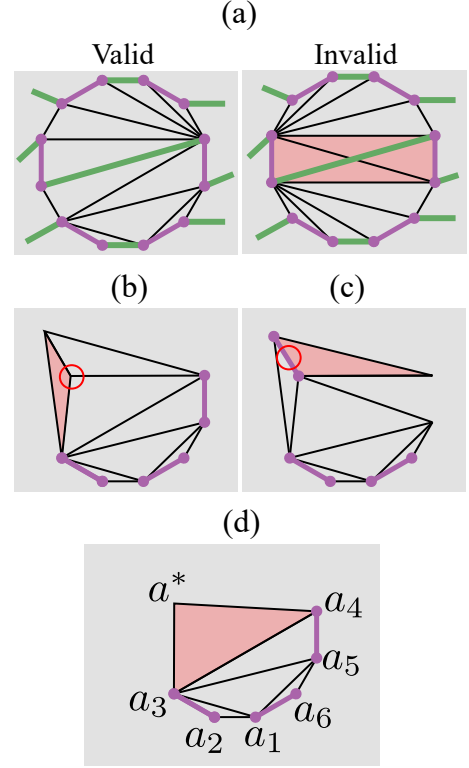 (a)
Valid Invalid
(b) (c)
(d)
a* a₄
a₃ a₅
a₂ a₁ a₆